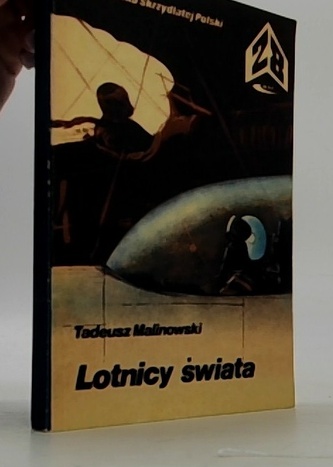 Skrzydlatej Polski
28
Tadeusz Malinowski
Lotnicy świata